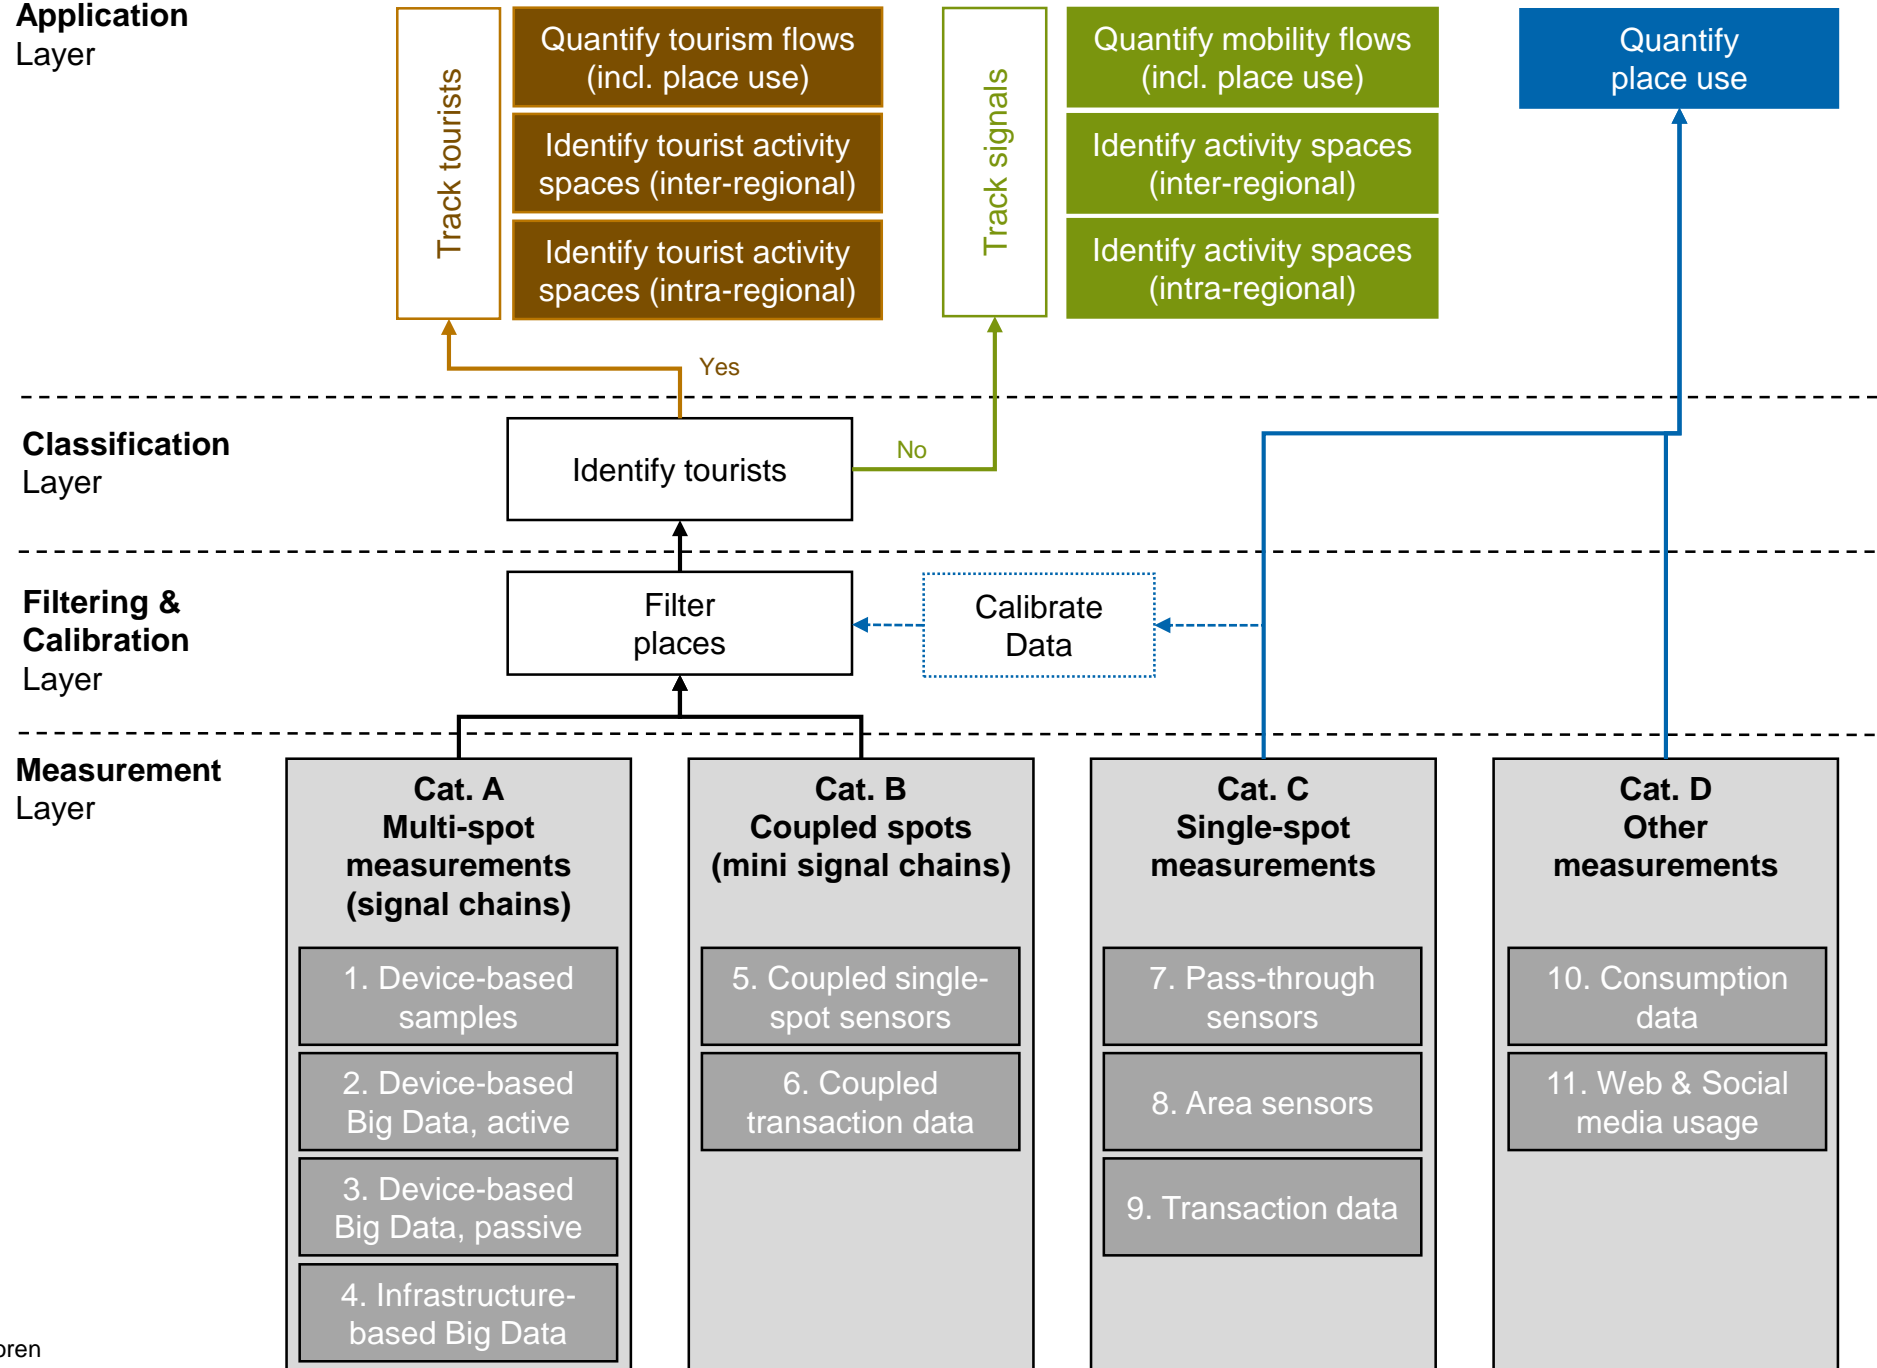 Application
Layer
Track tourists
Quantify tourism flows
(incl. place use)
Identify tourist activity
spaces (inter-regional)
Identify tourist activity
spaces (intra-regional)
Track signals
Quantify mobility flows
(incl. place use)
Identify activity spaces
(inter-regional)
Identify activity spaces
(intra-regional)
Quantify
place use
Yes
Classification
Layer
Identify tourists
No
Filtering &
Calibration
Layer
Filter
places
Calibrate
Data
Measurement
Layer
Cat. A
Multi-spot
measurements
(signal chains)
1. Device-based
samples
2. Device-based
Big Data, active
3. Device-based
Big Data, passive
4. Infrastructure-
based Big Data
Cat. B
Coupled spots
(mini signal chains)
5. Coupled single-
spot sensors
6. Coupled
transaction data
Cat. C
Single-spot
measurements
7. Pass-through
sensors
8. Area sensors
9. Transaction data
Cat. D
Other
measurements
10. Consumption
data
11. Web & Social
media usage